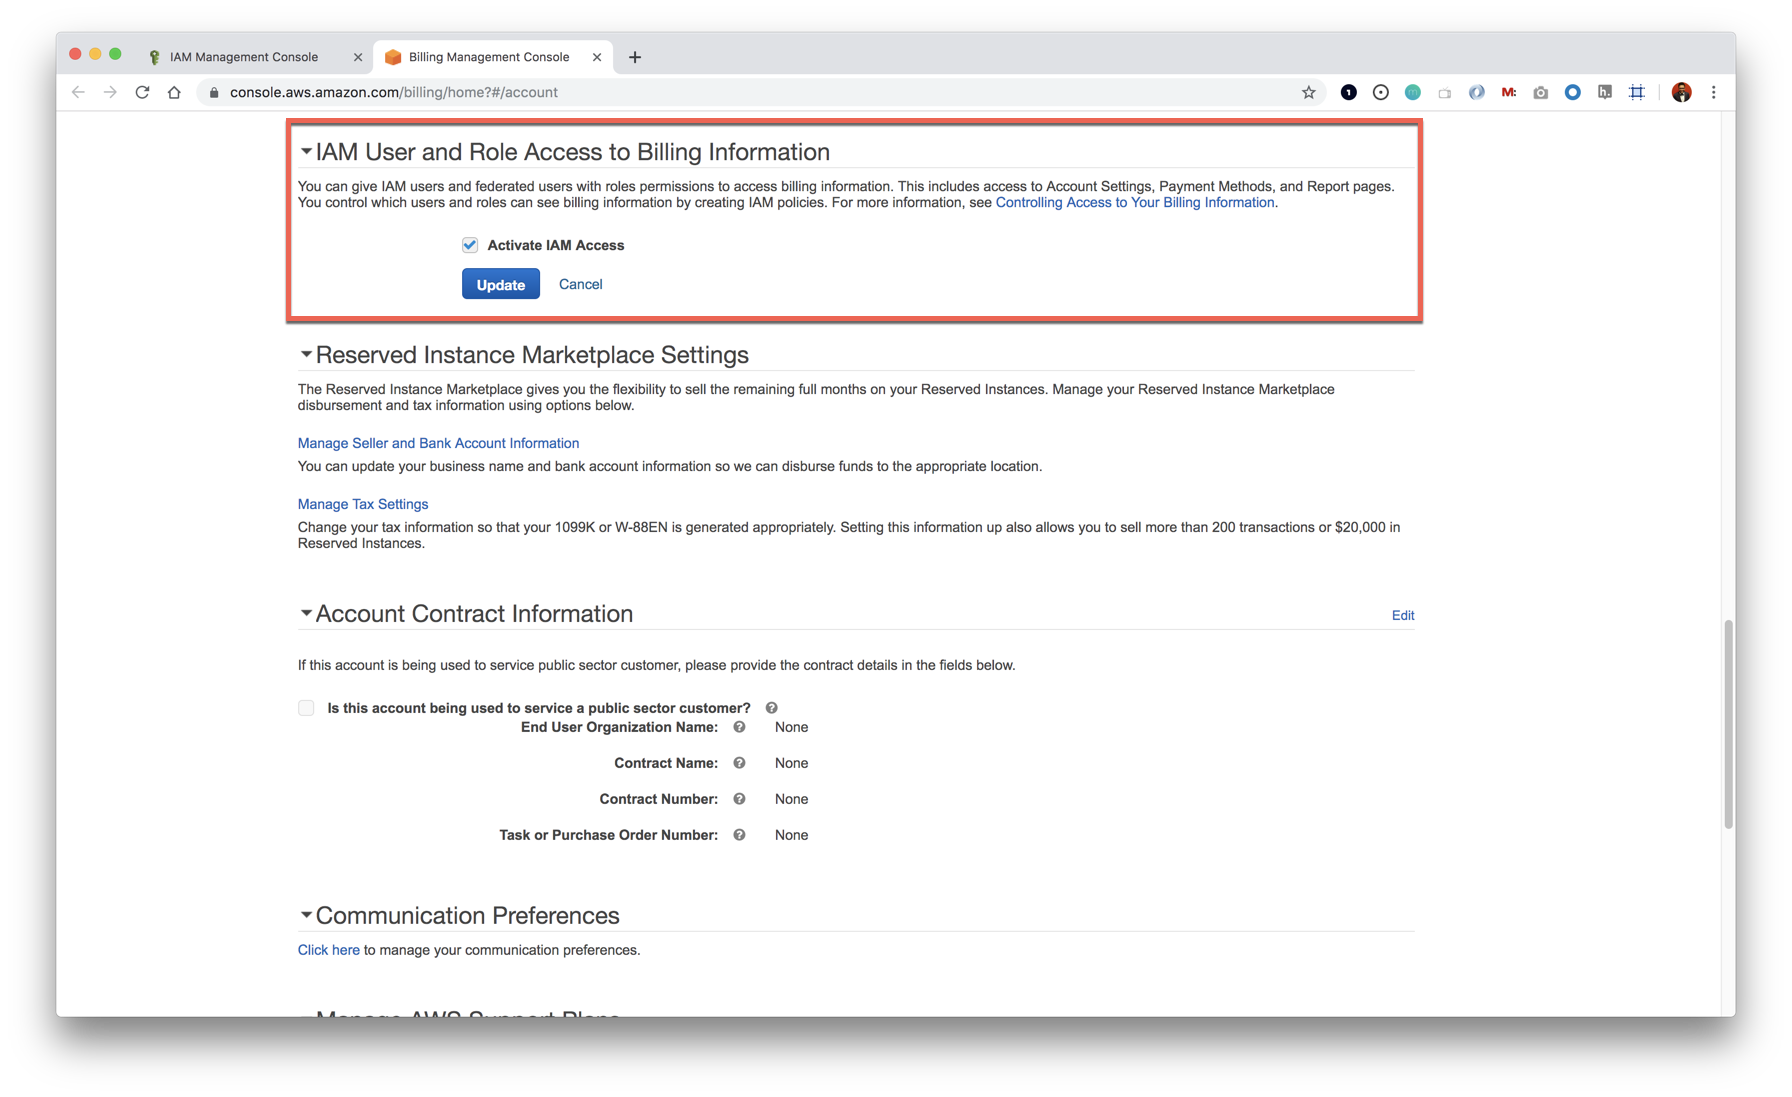 IAM Management Console
Billing Management Console
console.aws.amazon.com/billing/home?#/account
IAM User and Role Access to Billing Information
You can give IAM users and federated users with roles permissions to access billing information. This includes access to Account Settings, Payment Methods, and Report pages.
You control which users and roles can see billing information by creating IAM policies. For more information, see Controlling Access to Your Billing Information.
Activate IAM Access
Update Cancel
Reserved Instance Marketplace Settings
The Reserved Instance Marketplace gives you the flexibility to sell the remaining full months on your Reserved Instances. Manage your Reserved Instance Marketplace
disbursement and tax information using options below.
Manage Seller and Bank Account Information
You can update your business name and bank account information so we can disburse funds to the appropriate location.
Manage Tax Settings
Change your tax information so that your 1099K or W-88EN is generated appropriately. Setting this information up also allows you to sell more than 200 transactions or $20,000 in
Reserved Instances.
Account Contract Information Edit
If this account is being used to service public sector customer, please provide the contract details in the fields below.
Is this account being used to service a public sector customer?
End User Organization Name: None
Contract Name: None
Contract Number: None
Task or Purchase Order Number: None
Communication Preferences
Click here to manage your communication preferences.
Manage AWS Support Plans